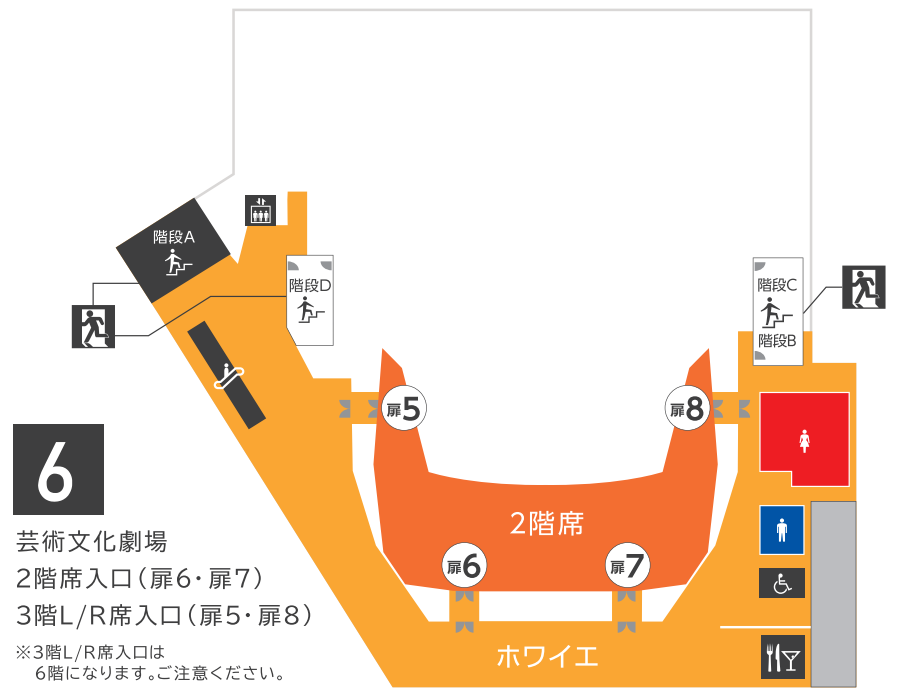 階段A
階段D
階段C
階段B
扉5
扉8
6
2階席
芸術文化劇場
扉6
扉7
2階席入口（扉6・扉7）
3階L/R席入口（扉5・扉8）
※3階L/R席入口は
6階になります。ご注意ください。
ホワイエ